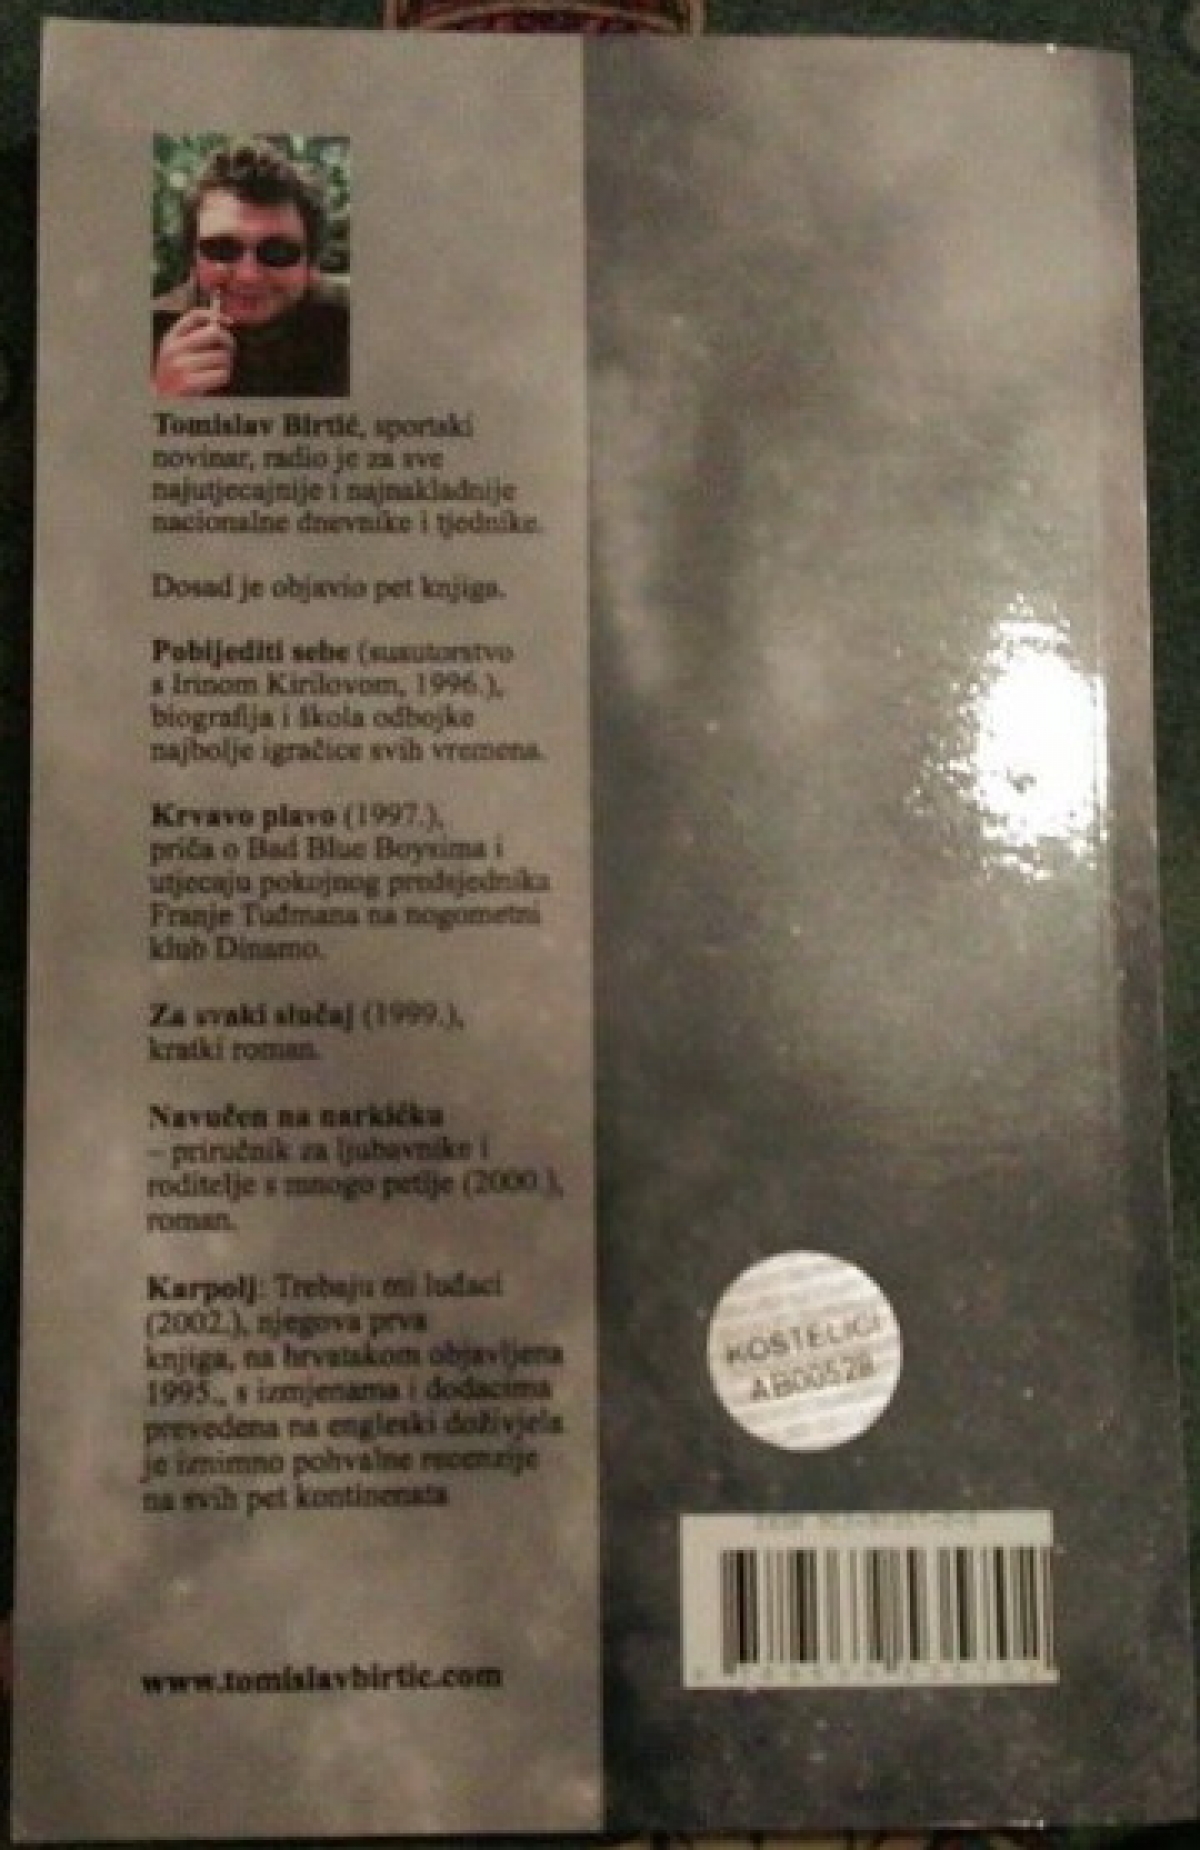 Tomislav Birtić, sportski
novinar, radio je za sve
najutjecajnije i najnakladnije
nacionalne dnevnike i tjednike.
Dosad je objavio pet knjiga.
Pobijediti sebe (suautorstvo
s Irinom Kirilovom, 1996.),
biografija i škola odbojke
najbolje igračice svih vremena.
Krvavo plavo (1997.),
priča o Bad Blue Boysima i
utjecaju pokojnog predsjednika
Franje Tuđmana na nogometni
klub Dinamo.
Za svaki slučaj (1999.),
kratki roman.
Navučen na narkićku
– priručnik za ljubavnike i
roditelje s mnogo petlje (2000.),
roman.
Karpolj: Trebaju mi luđaci
(2002.), njegova prva
knjiga, na hrvatskom objavljena
1995., s izmjenama i dodacima
prevedena na engleski doživjela
je iznimno pohvalne recenzije
na svih pet kontinenata
www.tomislavbirtic.com
KOSTELIĆI
AB00528